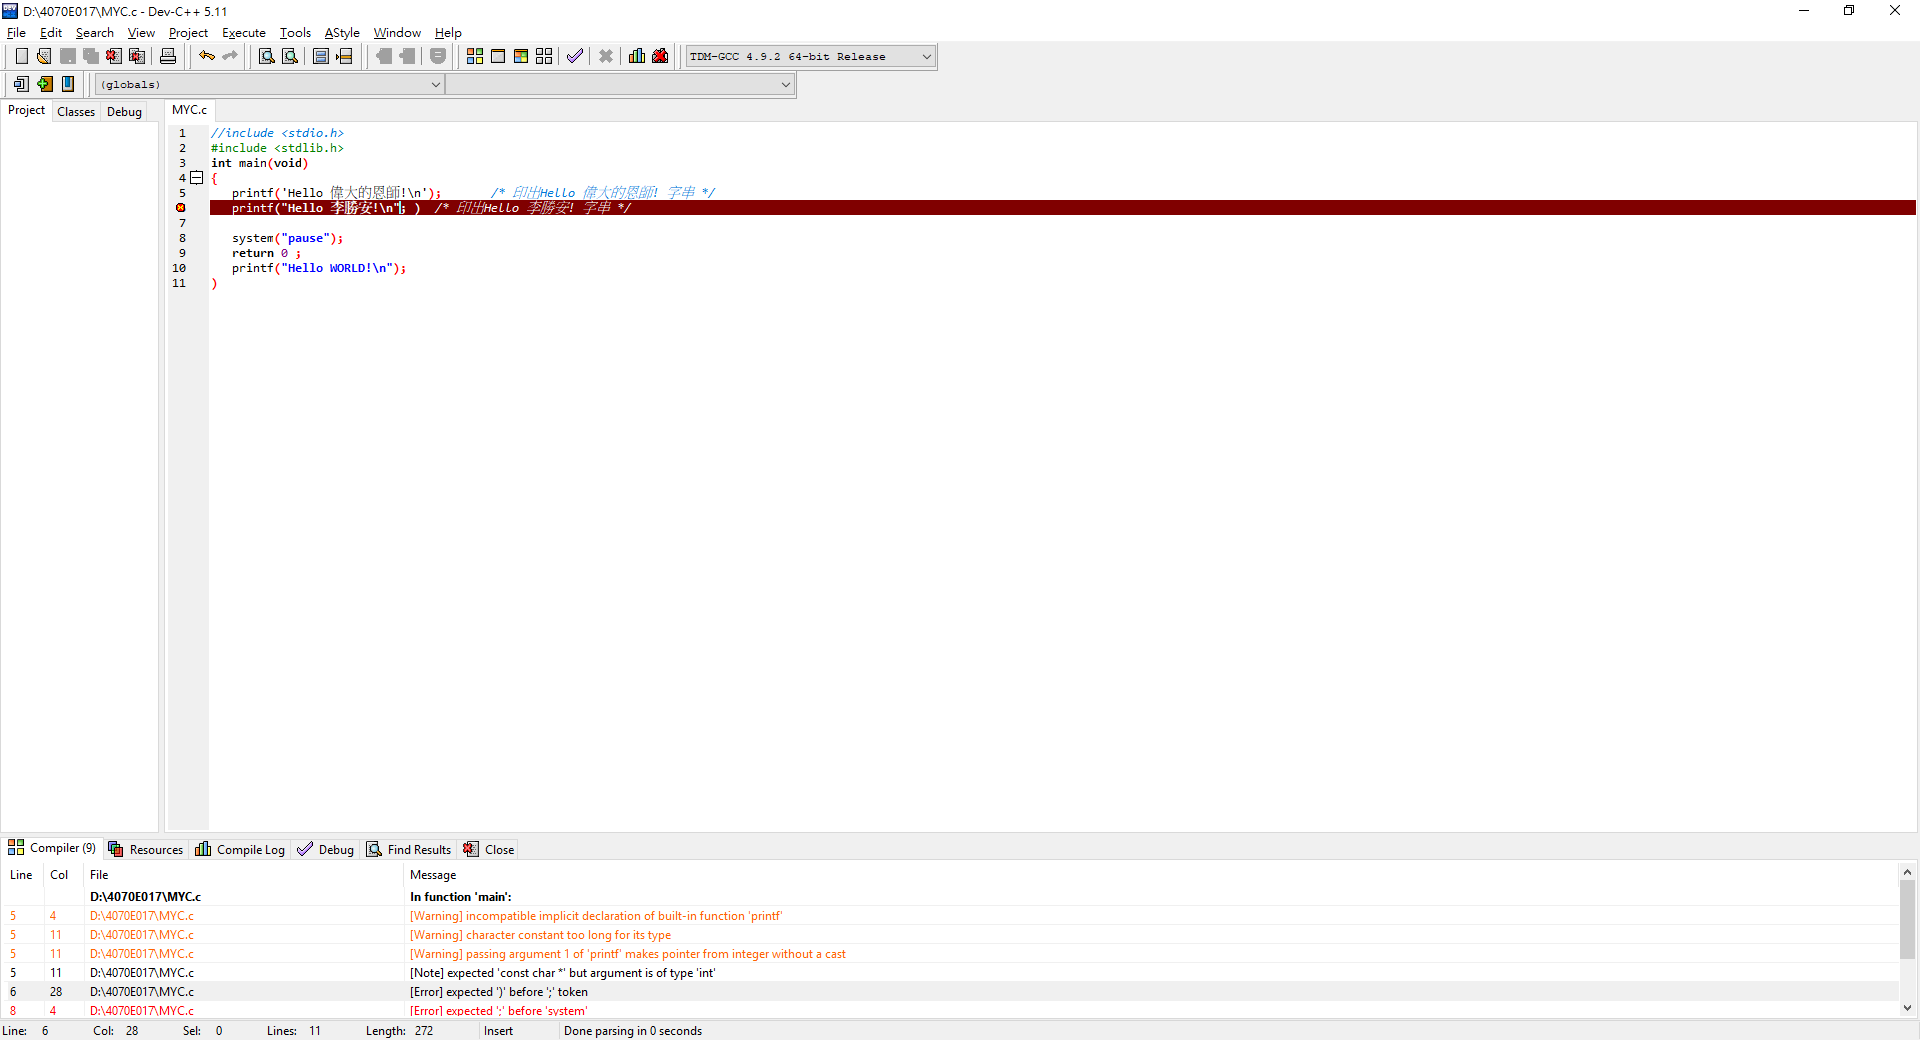 D:\4070E017\MYC.c - Dev-C++ 5.11
File Edit Search View Project Execute Tools AStyle Window Help
TDM-GCC 4.9.2 64-bit Release
(globals)
Project Classes Debug MYC.c
1 //include <stdio.h>
2 #include <stdlib.h>
3 int main(void)
4 {
5 printf('Hello 偉大的恩師!\n'); /* 印出Hello 偉大的恩師! 字串 */
printf("Hello 李勝安!\n"; ) /* 印出Hello 李勝安! 字串 */
7
8 system("pause");
9 return 0 ;
10 printf("Hello WORLD!\n");
11 )
Compiler (9) Resources Compile Log Debug Find Results Close
Line Col File Message
D:\4070E017\MYC.c In function 'main':
5 4 D:\4070E017\MYC.c [Warning] incompatible implicit declaration of built-in function 'printf'
5 11 D:\4070E017\MYC.c [Warning] character constant too long for its type
5 11 D:\4070E017\MYC.c [Warning] passing argument 1 of 'printf' makes pointer from integer without a cast
5 11 D:\4070E017\MYC.c [Note] expected 'const char *' but argument is of type 'int'
6 28 D:\4070E017\MYC.c [Error] expected ')' before ';' token
8 4 D:\4070E017\MYC.c [Error] expected ';' before 'system'
Line: 6 Col: 28 Sel: 0 Lines: 11 Length: 272 Insert Done parsing in 0 seconds